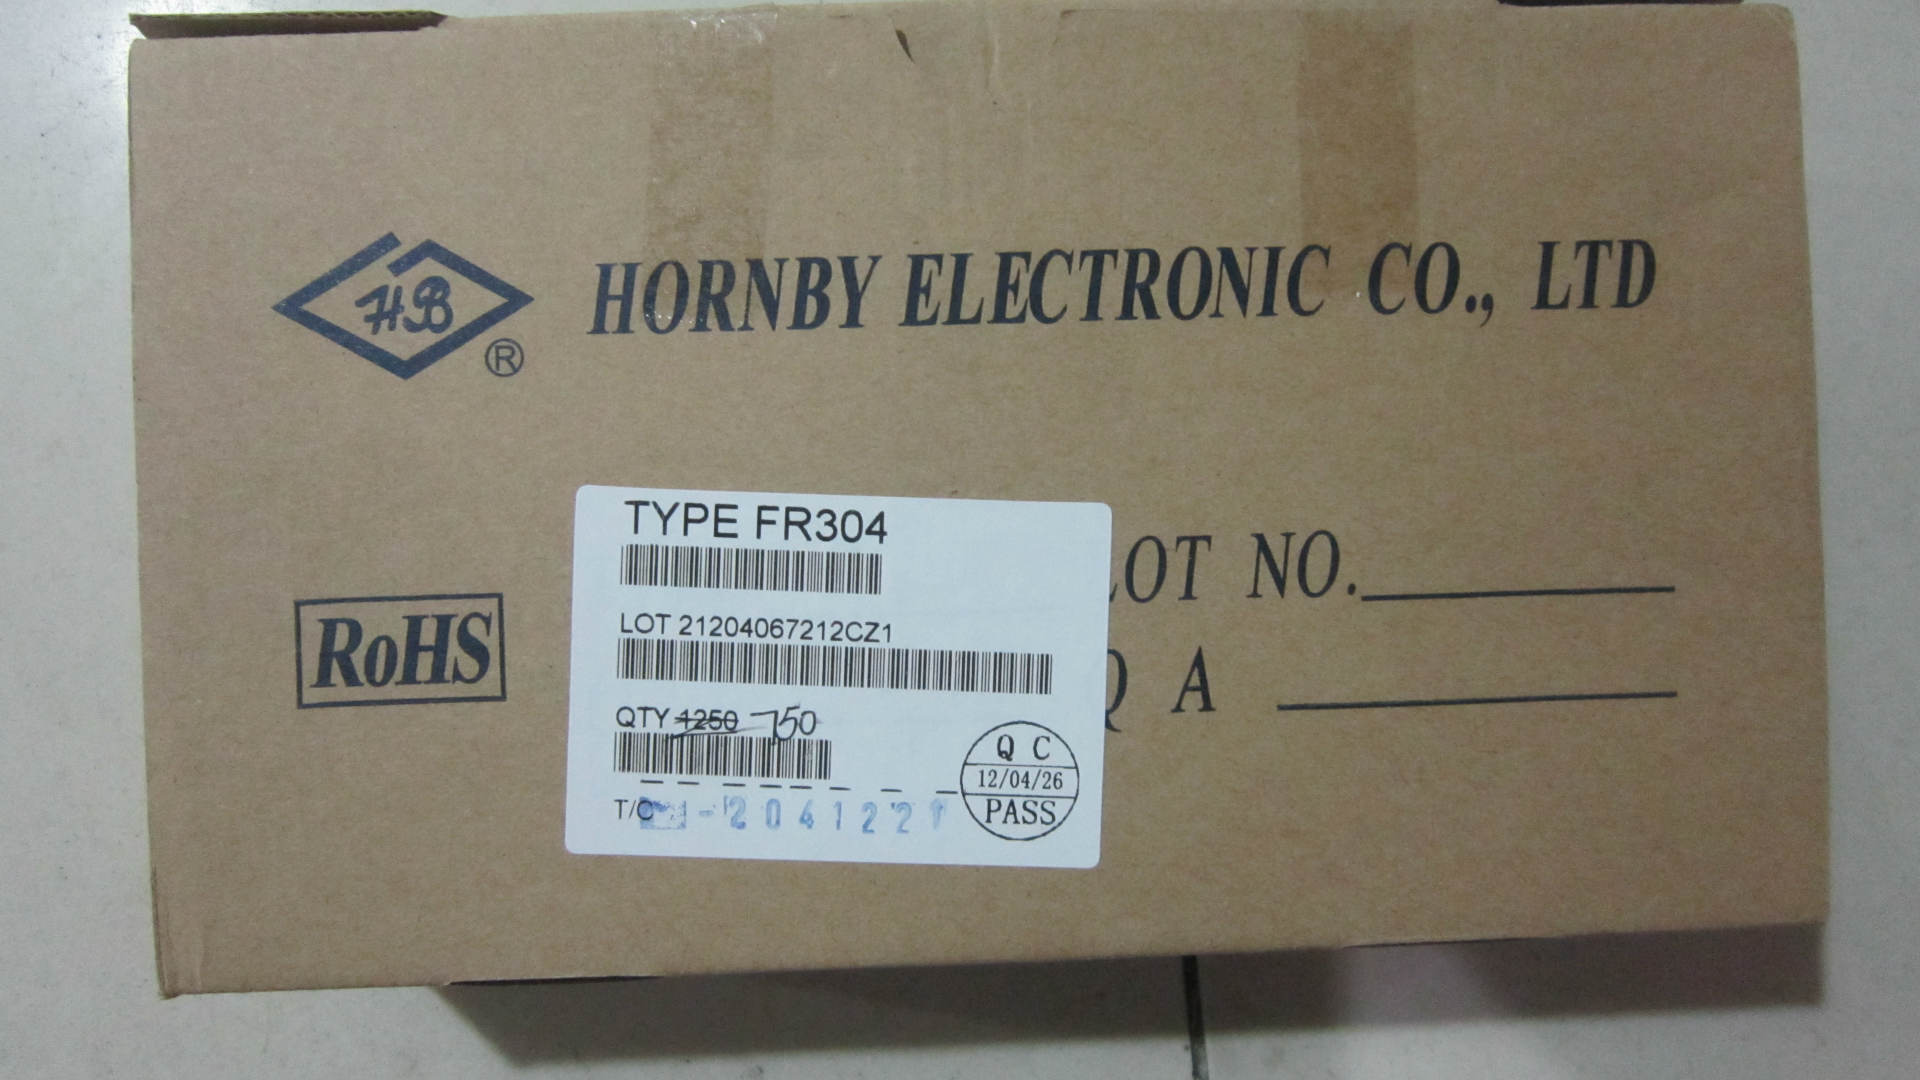 HB
®
HORNBY ELECTRONIC CO., LTD
TYPE FR304
LOT 21204067212CZ1
QTY 1250 750
T/C
- 2041221
Q C
12/04/26
PASS
RoHS
LOT NO.
Q A